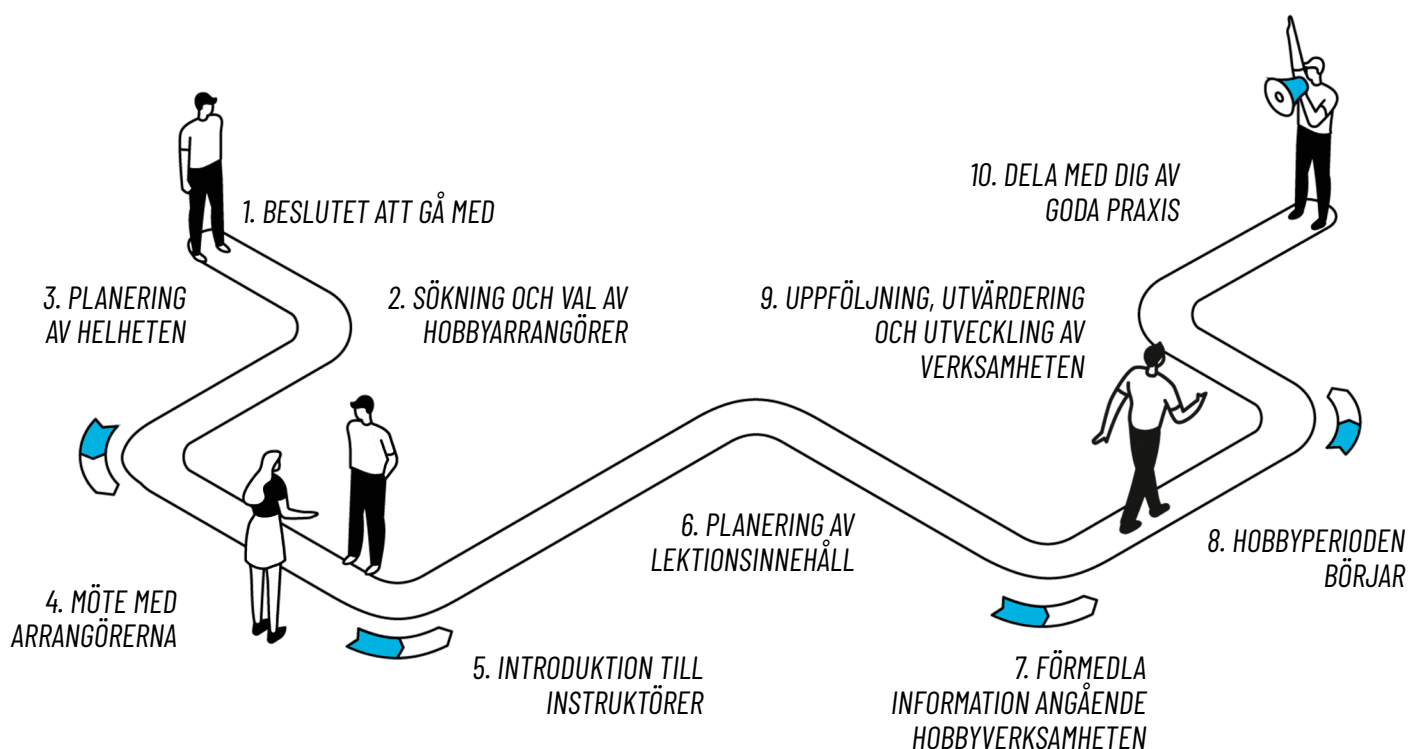 1. BESLUTET ATT GÅ MED
2. SÖKNING OCH VAL AV
HOBBYARRANGÖRER
3. PLANERING
AV HELHETEN
4. MÖTE MED
ARRANGÖRERNA
5. INTRODUKTION TILL
INSTRUKTÖRER
6. PLANERING AV
LEKTIONSINNEHÅLL
7. FÖRMEDLA
INFORMATION ANGÅENDE
HOBBYVERKSAMHETEN
8. HOBBYPERIODEN
BÖRJAR
9. UPPFÖLJNING, UTVÄRDERING
OCH UTVECKLING AV
VERKSAMHETEN
10. DELA MED DIG AV
GODA PRAXIS